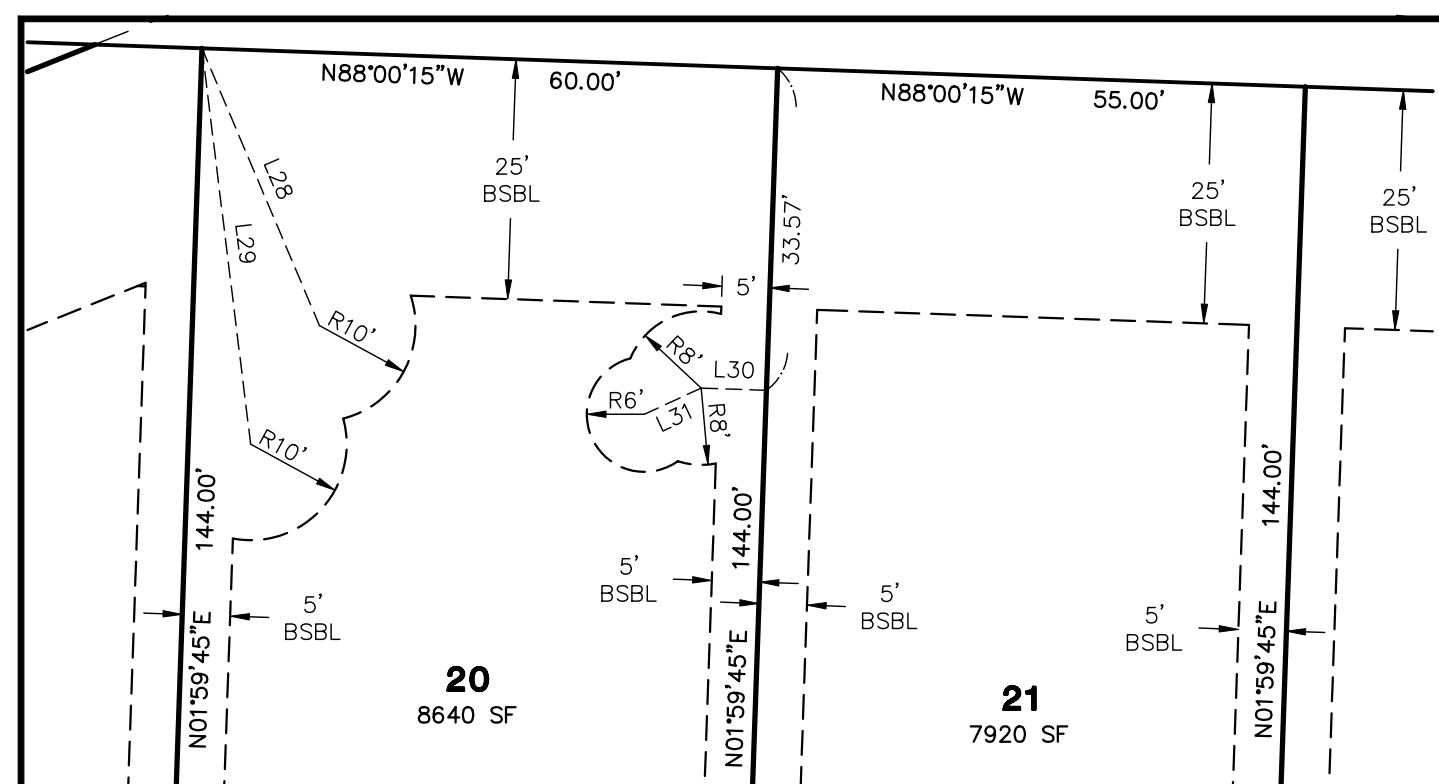 N88°00'15"W 60.00'
N88°00'15"W 55.00'
L28
L29
25'
BSBL
33.57'
25'
BSBL
25'
BSBL
5'
R10'
R8'
L30
R6'
L31
R8'
R10'
144.00'
144.00'
144.00'
5'
BSBL
5'
BSBL
5'
BSBL
5'
BSBL
N01°59'45"E
N01°59'45"E
N01°59'45"E
20
8640 SF
21
7920 SF